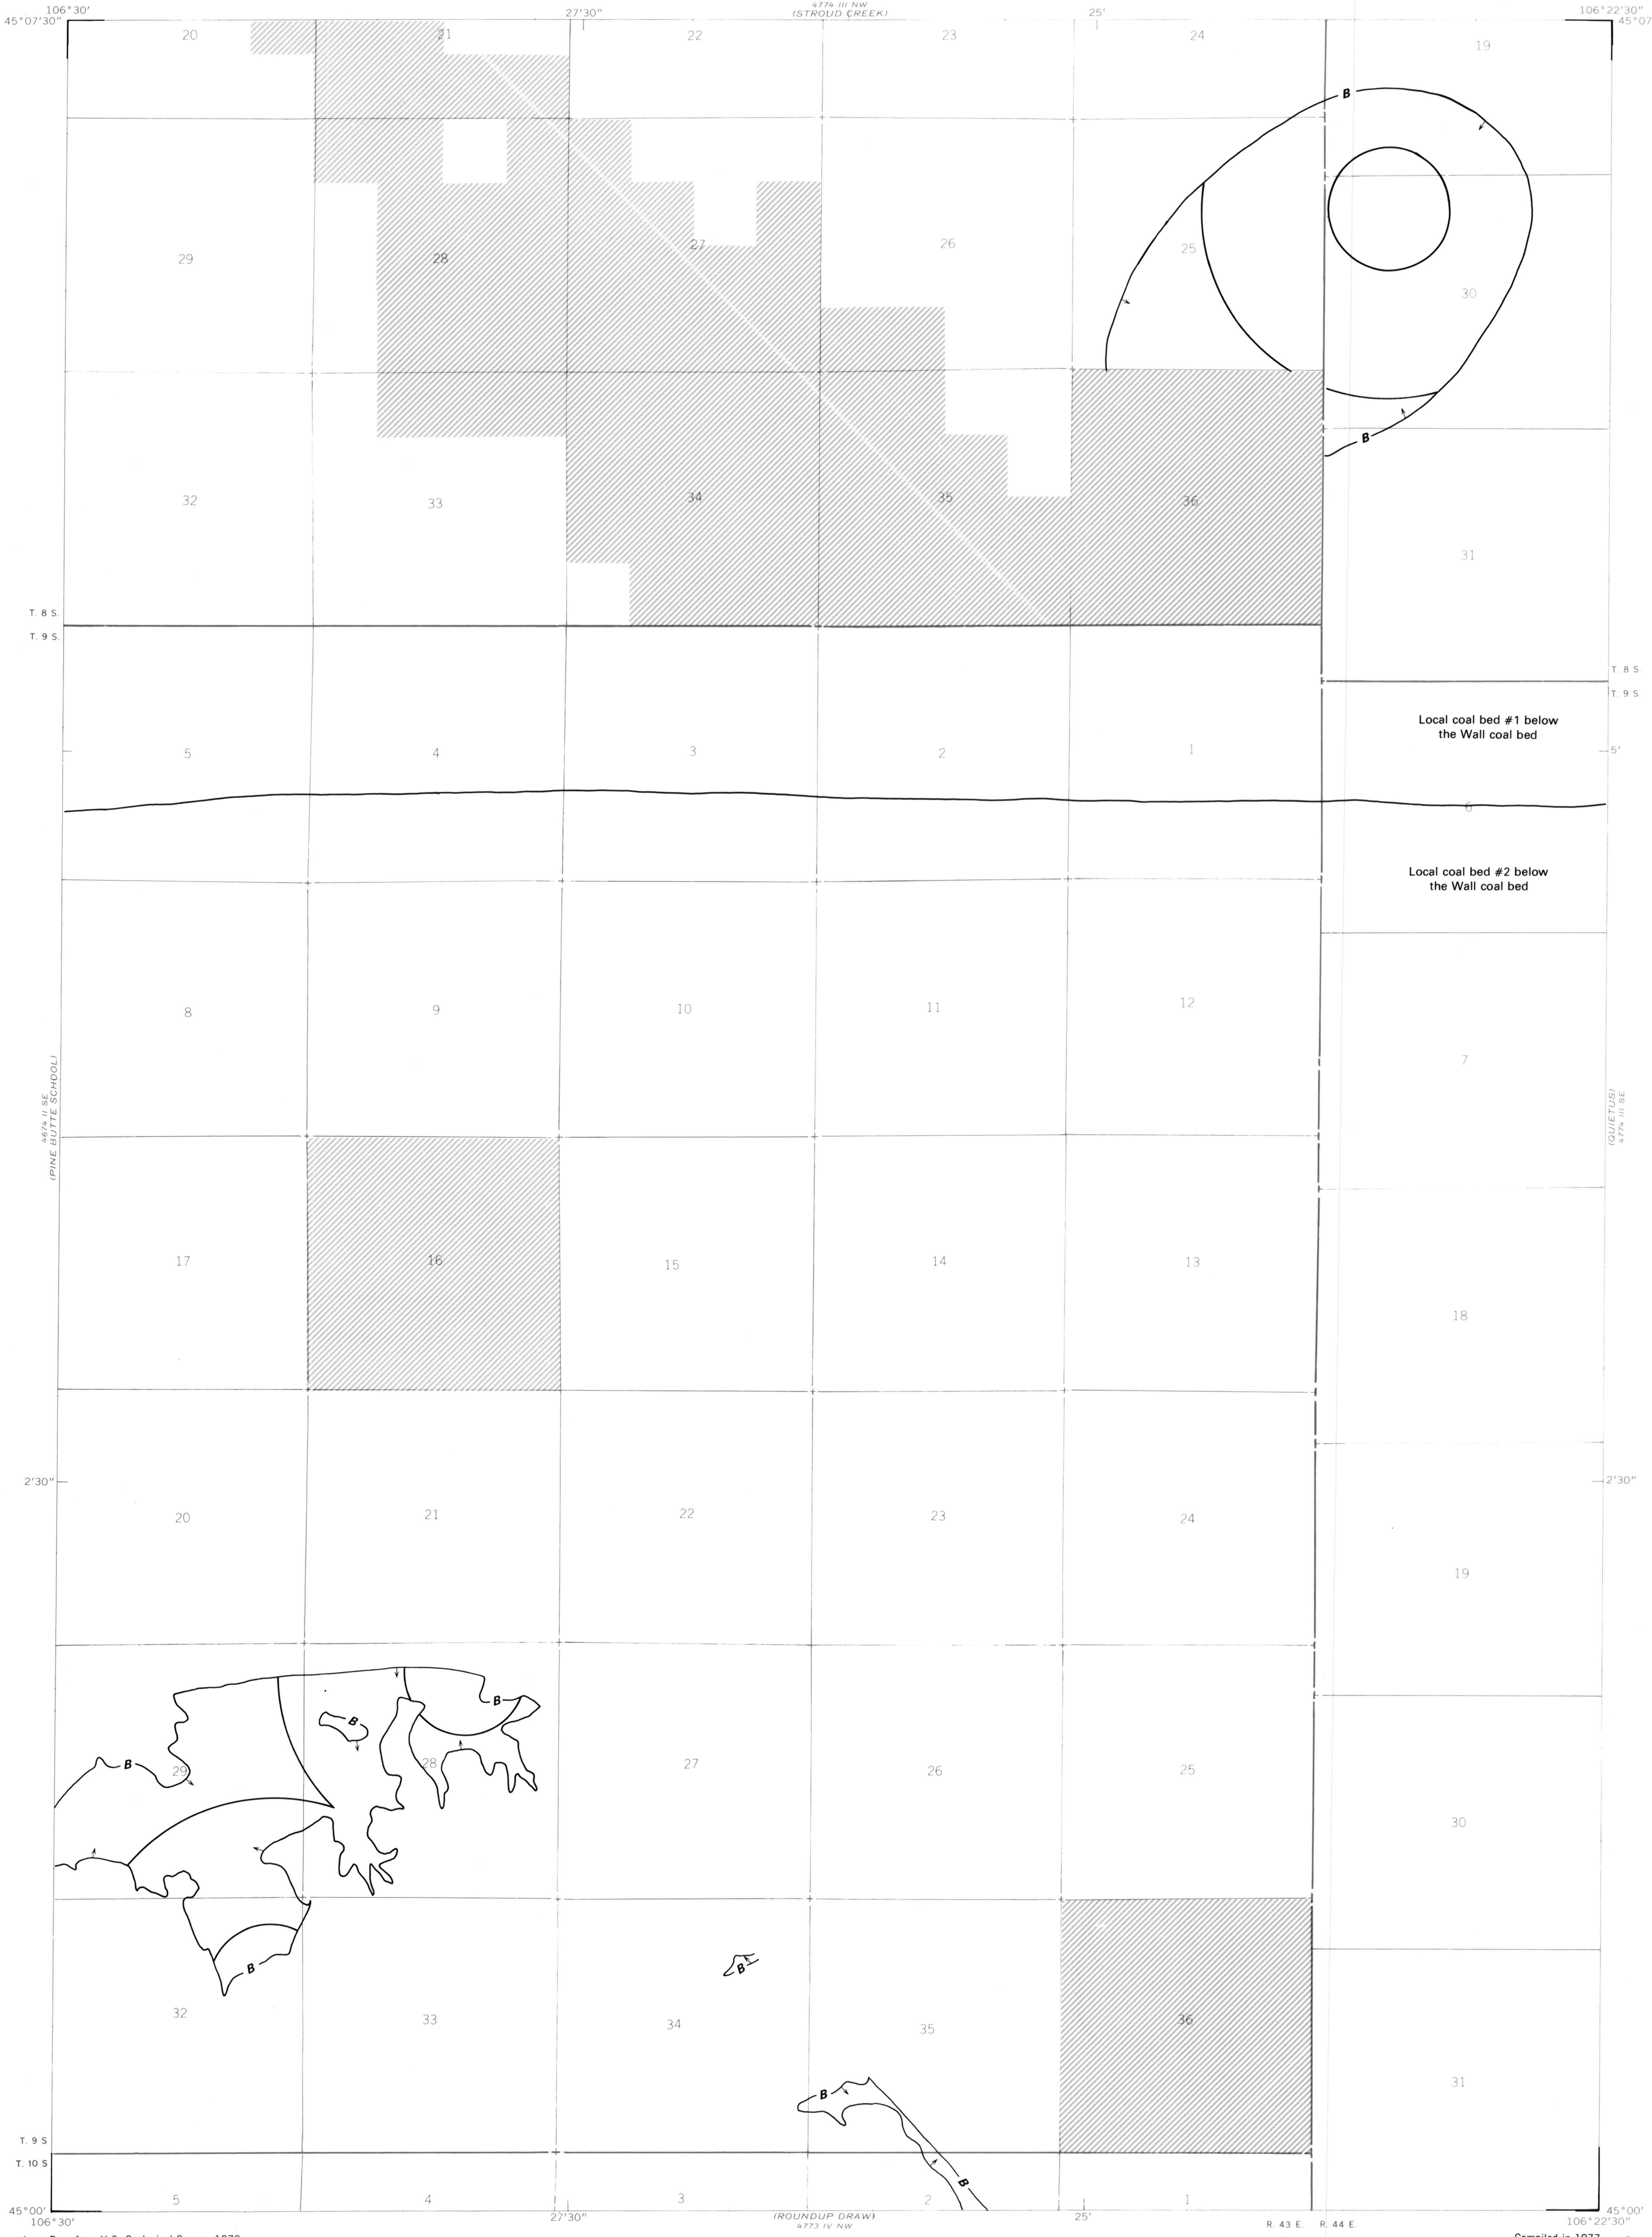 4774 III NW
106°30′ 27′30″ (STROUD CREEK) 25′ 106°22′30″
45°07′30″ 45°07
20 21 22 23 24 19
B
29 28 27 26 25 30
B
32 33 34 35 36 31
T. 8 S.
T. 9 S.
T. 8 S.
T. 9 S.
Local coal bed #1 below
the Wall coal bed
5 4 3 2 1 5′
6
Local coal bed #2 below
the Wall coal bed
8 9 10 11 12 7
4674 II SE
(PINE BUTTE SCHOOL)
(QUIETUS)
4774 III SE
17 16 15 14 13 18
2′30″ 2′30″
20 21 22 23 24 19
B
B
B
29 28 27 26 25 30
B
B
32 33 34 35 36 31
B
T. 9 S
T. 10 S
B
5 4 3 2 1
45°00′ 45°00′
106°30′ 27′30″ (ROUNDUP DRAW) 25′ R. 43 E. R. 44 E. 106°22′30″
4773 IV NW